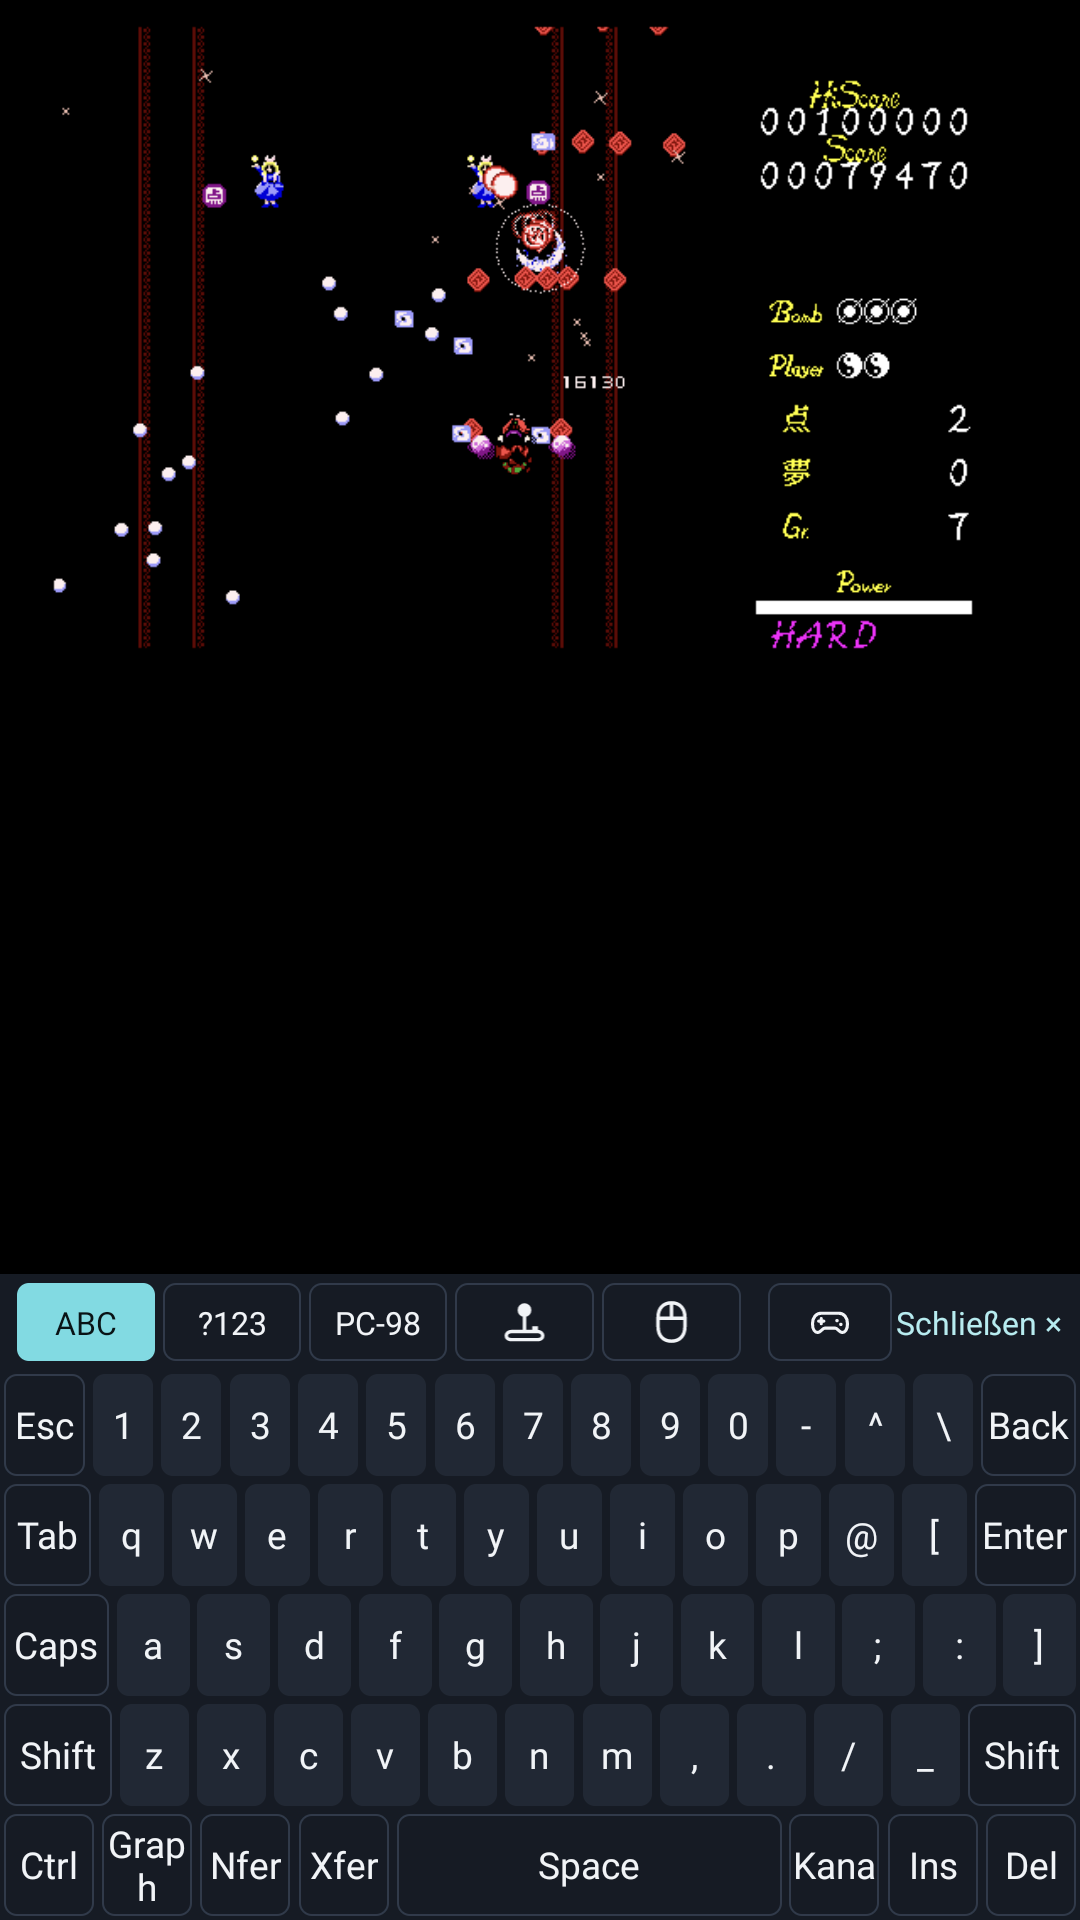 HiScore
00100000
Score
00079470
Bomb
Player
16130
点 2
夢 0
Gr. 7
Power
HARD
ABC ?123 PC-98 Schließen ×
Esc 1 2 3 4 5 6 7 8 9 0 - ^ \ Back
Tab q w e r t y u i o p @ [ Enter
Caps a s d f g h j k l ; : ]
Shift z x c v b n m , . / _ Shift
Ctrl Graph Nfer Xfer Space Kana Ins Del